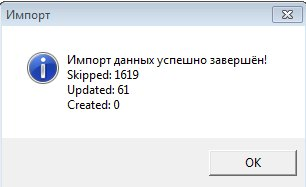 Импорт
Импорт данных успешно завершён!
Skipped: 1619
Updated: 61
Created: 0
OK